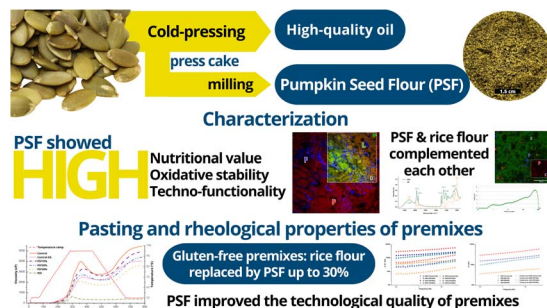 Cold-pressing
High-quality oil
press cake
milling
Pumpkin Seed Flour (PSF)
1.5 cm
Characterization
PSF showed
HIGH
Nutritional value
Oxidative stability
Techno-functionality
PSF & rice flour
complemented
each other
Pasting and rheological properties of premixes
Gluten-free premixes: rice flour
replaced by PSF up to 30%
PSF improved the technological quality of premixes